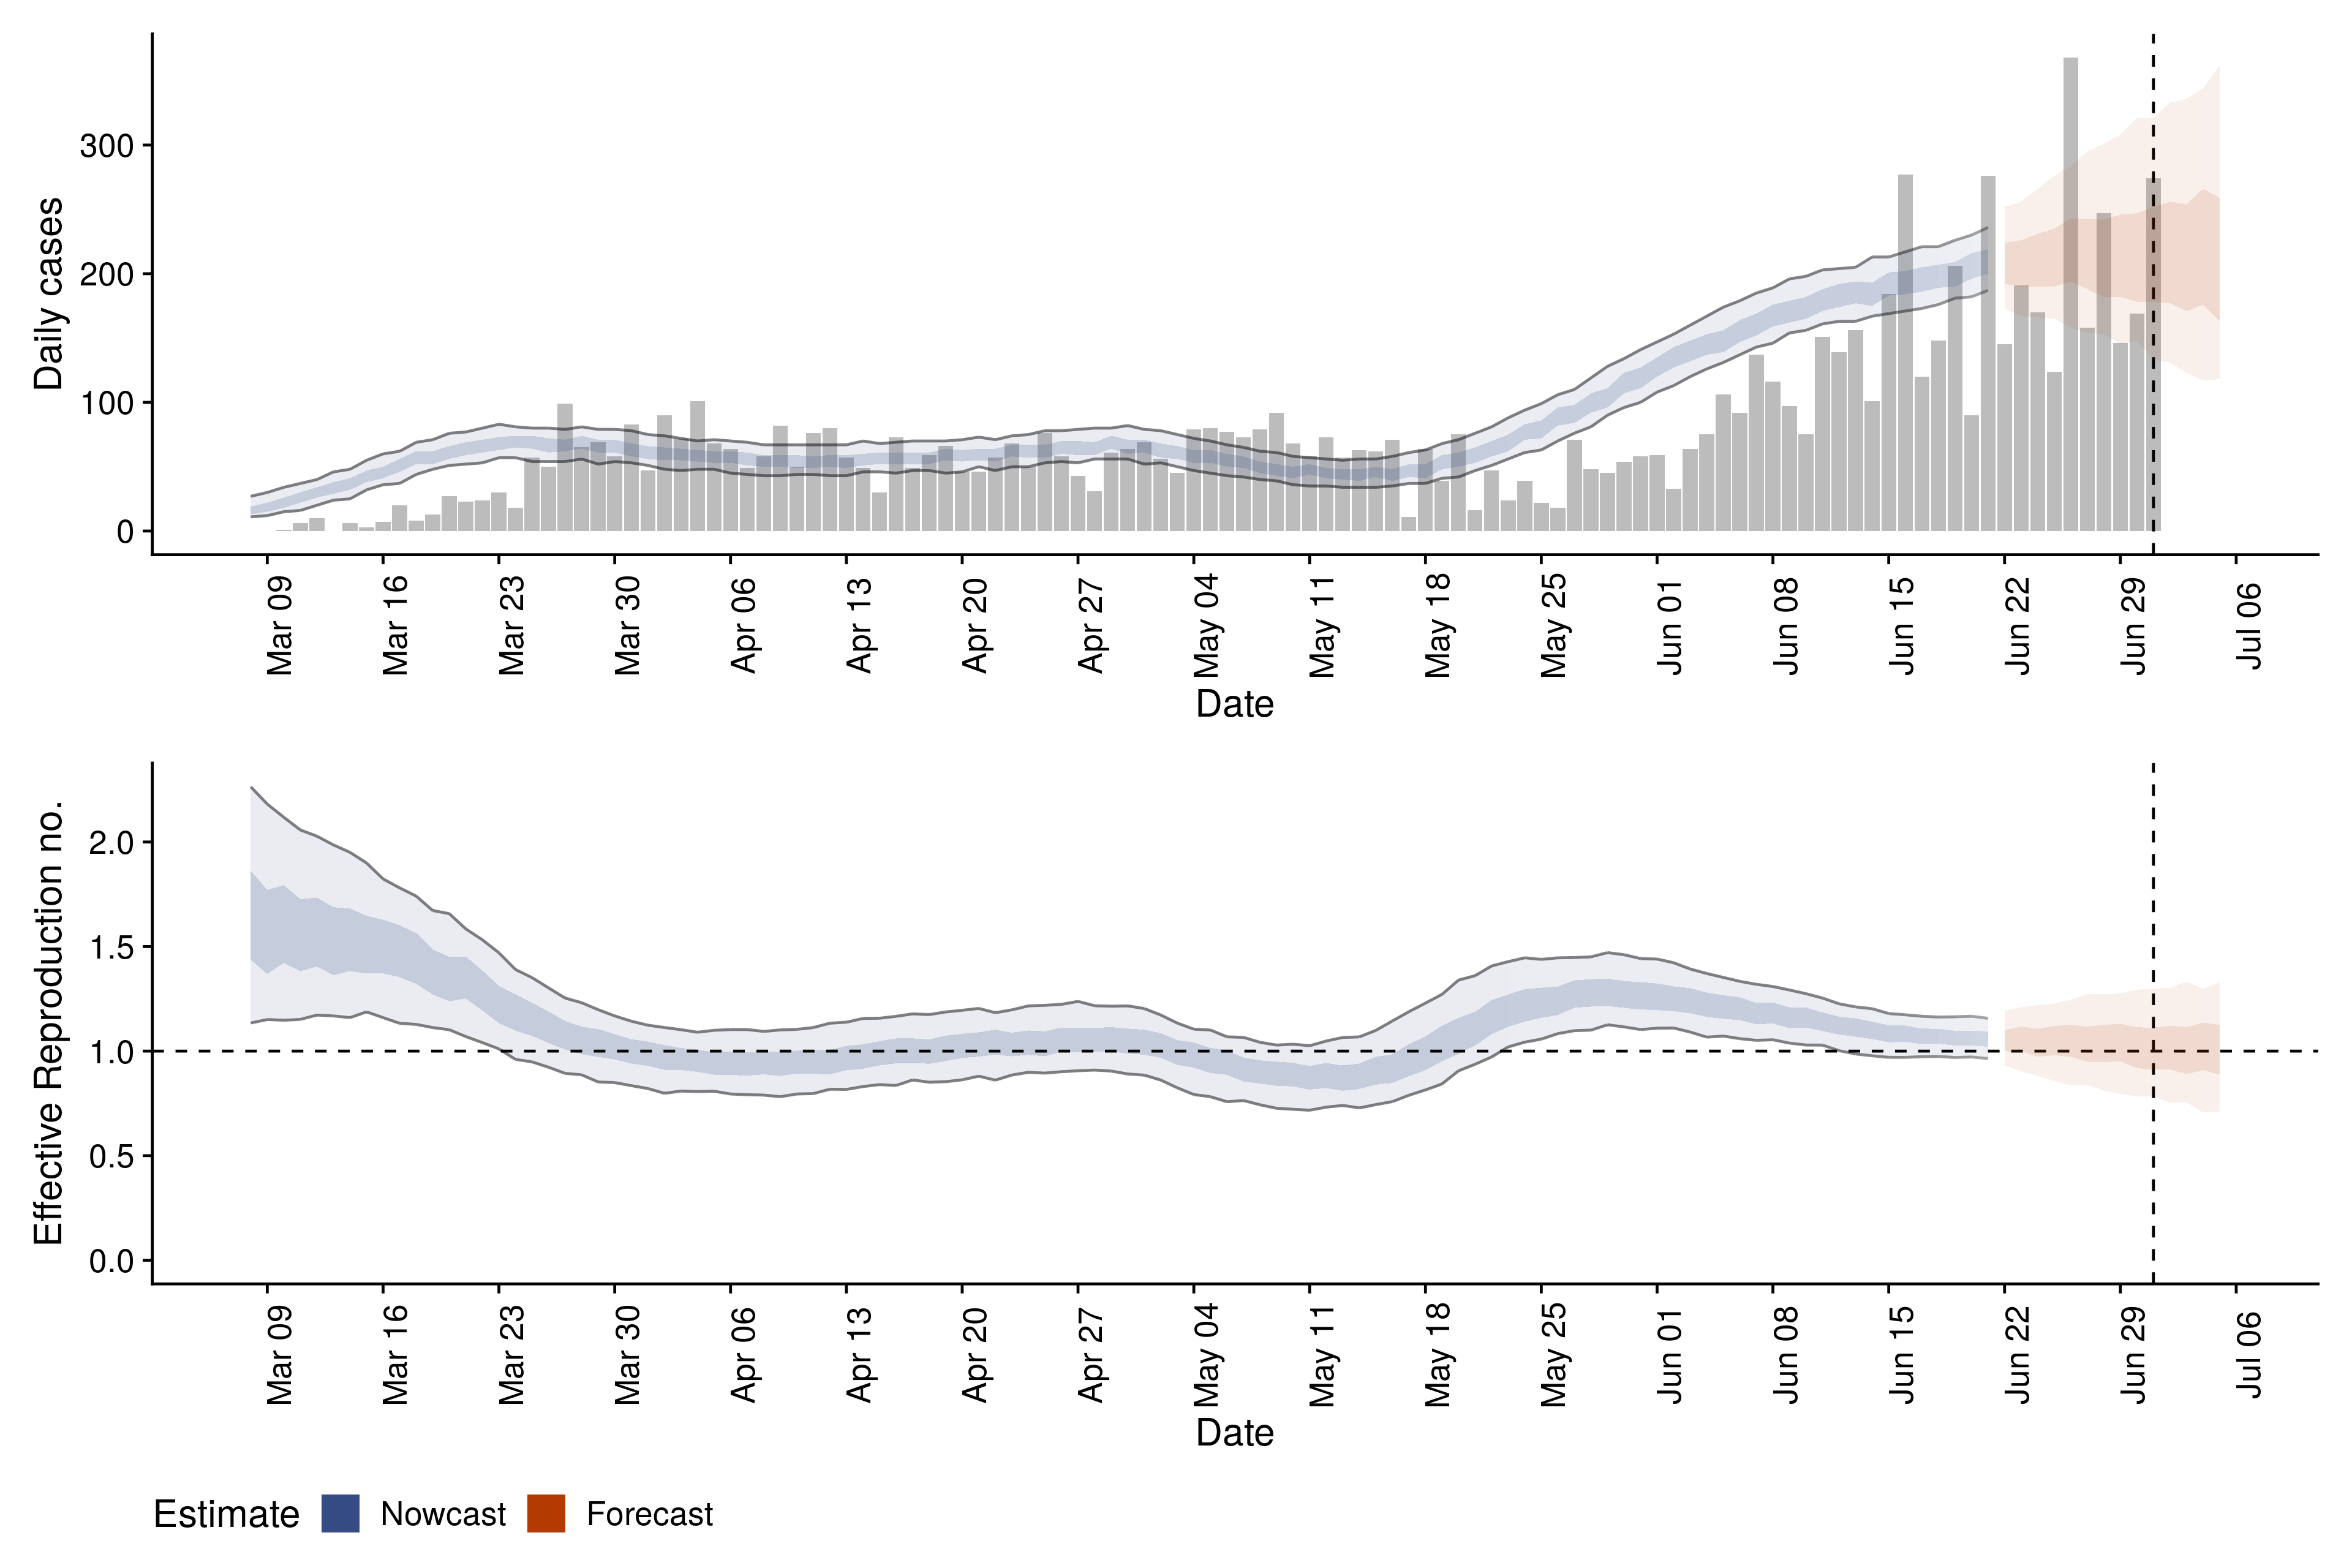 Daily cases
300
200
100
0
Mar 09
Mar 16
Mar 23
Mar 30
Apr 06
Apr 13
Apr 20
Apr 27
May 04
May 11
May 18
May 25
Jun 01
Jun 08
Jun 15
Jun 22
Jun 29
Jul 06
Date
Effective Reproduction no.
2.0
1.5
1.0
0.5
0.0
Mar 09
Mar 16
Mar 23
Mar 30
Apr 06
Apr 13
Apr 20
Apr 27
May 04
May 11
May 18
May 25
Jun 01
Jun 08
Jun 15
Jun 22
Jun 29
Jul 06
Date
Estimate Nowcast Forecast